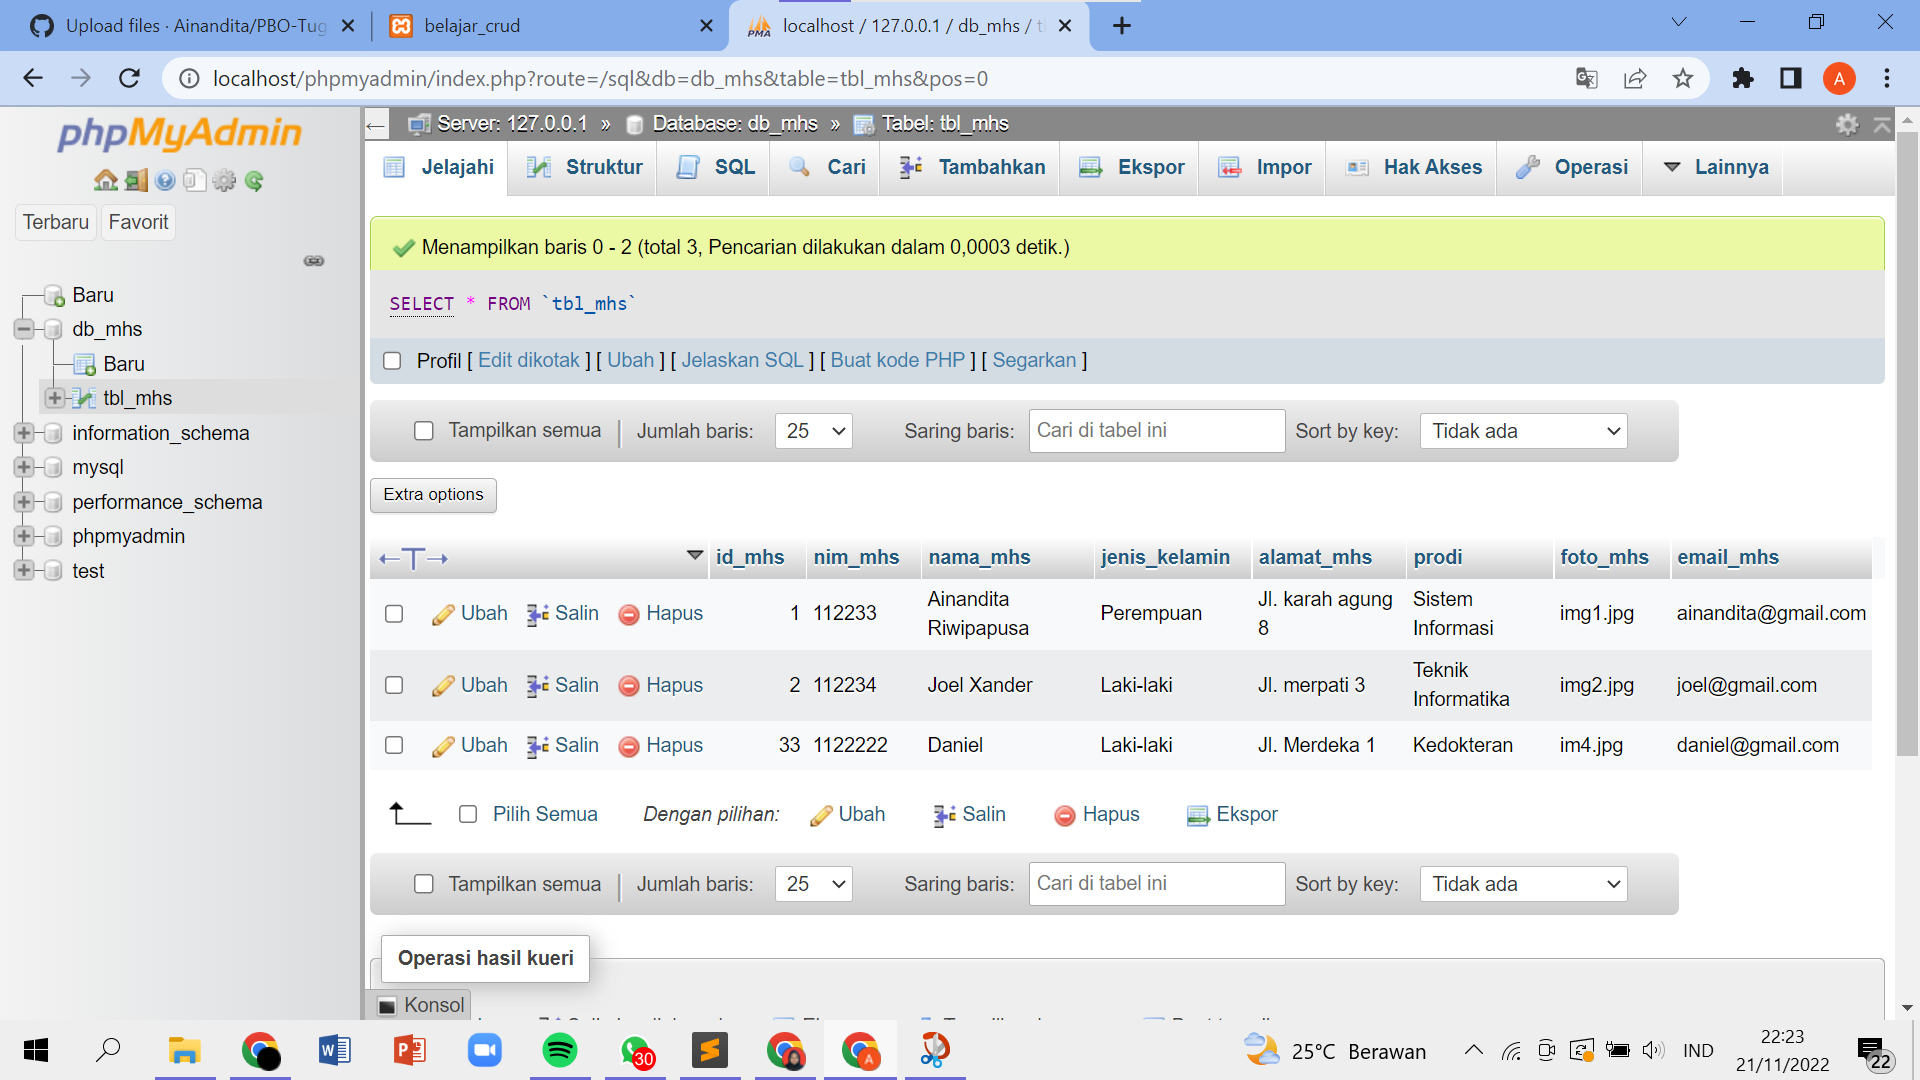 Upload files · Ainandita/PBO-Tug
belajar_crud
localhost / 127.0.0.1 / db_mhs / t
localhost/phpmyadmin/index.php?route=/sql&db=db_mhs&table=tbl_mhs&pos=0
A
phpMyAdmin
Terbaru
Favorit
Baru
db_mhs
Baru
tbl_mhs
information_schema
mysql
performance_schema
phpmyadmin
test
Server: 127.0.0.1 » Database: db_mhs » Tabel: tbl_mhs
Jelajahi Struktur SQL Cari Tambahkan Ekspor Impor Hak Akses Operasi Lainnya
Menampilkan baris 0 - 2 (total 3, Pencarian dilakukan dalam 0,0003 detik.)
SELECT * FROM `tbl_mhs`
Profil [ Edit dikotak ] [ Ubah ] [ Jelaskan SQL ] [ Buat kode PHP ] [ Segarkan ]
Tampilkan semua Jumlah baris: 25 Saring baris: Cari di tabel ini Sort by key: Tidak ada
Extra options
←T→ id_mhs nim_mhs nama_mhs jenis_kelamin alamat_mhs prodi foto_mhs email_mhs
Ubah Salin Hapus 1 112233 Ainandita Riwipapusa Perempuan Jl. karah agung 8 Sistem Informasi img1.jpg ainandita@gmail.com
Ubah Salin Hapus 2 112234 Joel Xander Laki-laki Jl. merpati 3 Teknik Informatika img2.jpg joel@gmail.com
Ubah Salin Hapus 33 1122222 Daniel Laki-laki Jl. Merdeka 1 Kedokteran im4.jpg daniel@gmail.com
Pilih Semua Dengan pilihan: Ubah Salin Hapus Ekspor
Tampilkan semua Jumlah baris: 25 Saring baris: Cari di tabel ini Sort by key: Tidak ada
Operasi hasil kueri
Konsol
30
A
25°C Berawan
IND
22:23
21/11/2022
22